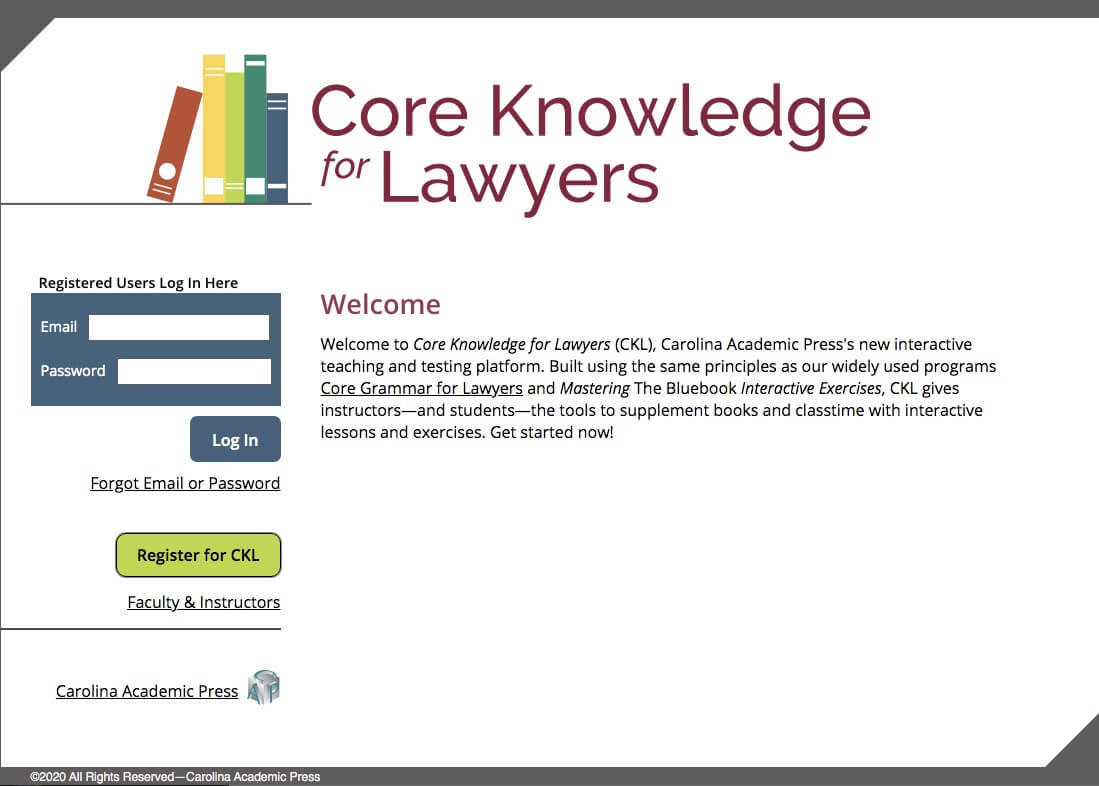 Core Knowledge
for Lawyers
Registered Users Log In Here
Email
Password
Log In
Forgot Email or Password
Register for CKL
Faculty & Instructors
Carolina Academic Press
CAP
Welcome
Welcome to Core Knowledge for Lawyers (CKL), Carolina Academic Press's new interactive
teaching and testing platform. Built using the same principles as our widely used programs
Core Grammar for Lawyers and Mastering The Bluebook Interactive Exercises, CKL gives
instructors—and students—the tools to supplement books and classtime with interactive
lessons and exercises. Get started now!
©2020 All Rights Reserved—Carolina Academic Press